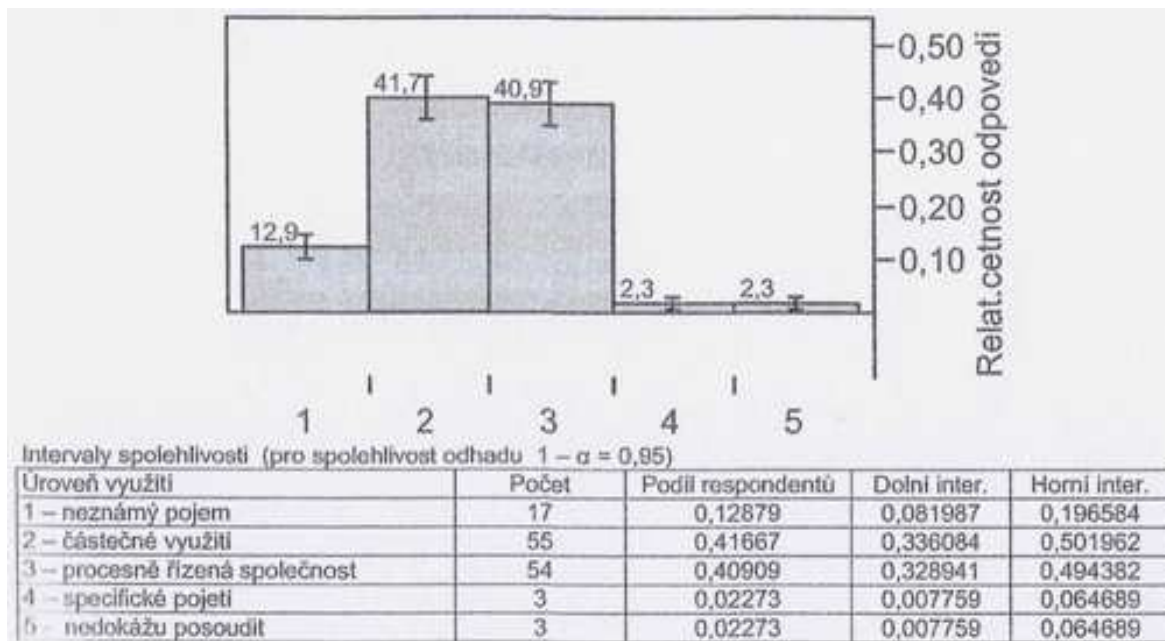 0,50
41,7
40,9
0,40
0,30
0,20
12,9
0,10
2,3
2,3
Relat.cetnost odpovedi
1
2
3
4
5
Intervaly spolehlivosti (pro spolehlivost odhadu 1 – α = 0,95)
Úroveň využití Počet Podíl respondentů Dolní inter. Horní inter.
1 – neznámý pojem 17 0,12879 0,081987 0,196584
2 – částečné využití 55 0,41667 0,336084 0,501962
3 – procesně řízená společnost 54 0,40909 0,328941 0,494382
4 – specifické pojetí 3 0,02273 0,007759 0,064689
5 – nedokážu posoudit 3 0,02273 0,007759 0,064689